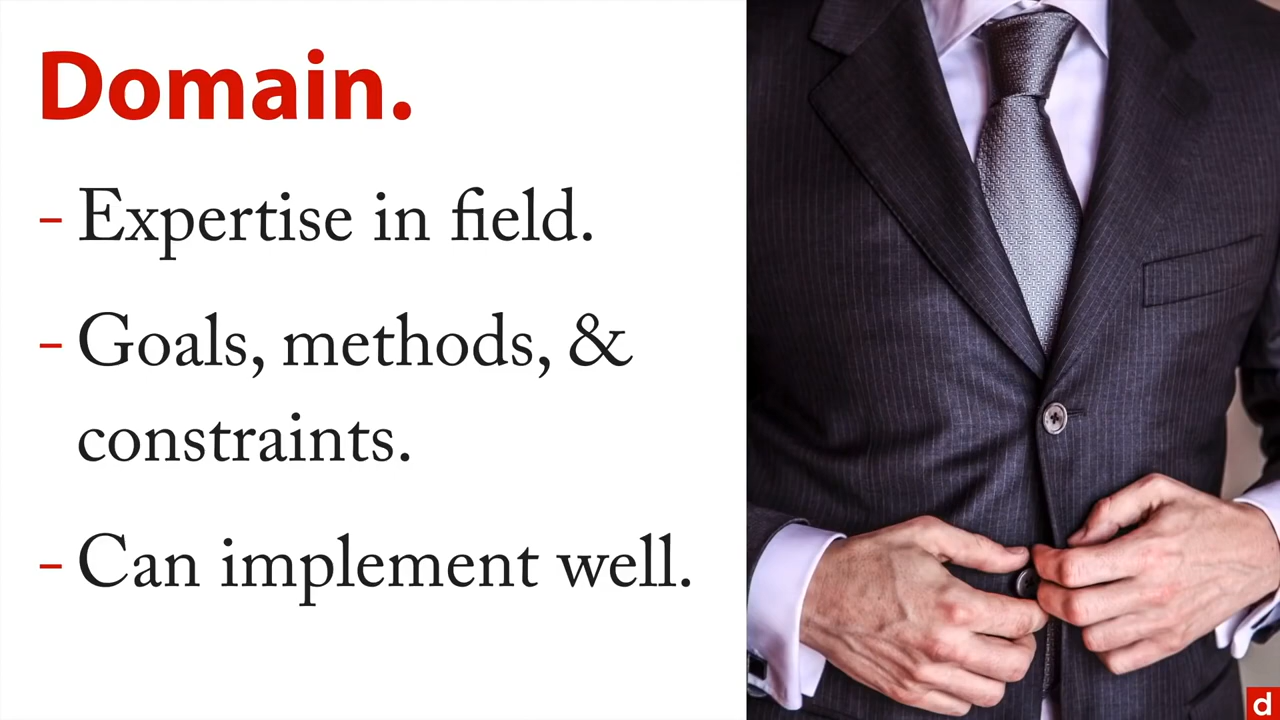 Domain.
- Expertise in field.
- Goals, methods, &
constraints.
- Can implement well.
d